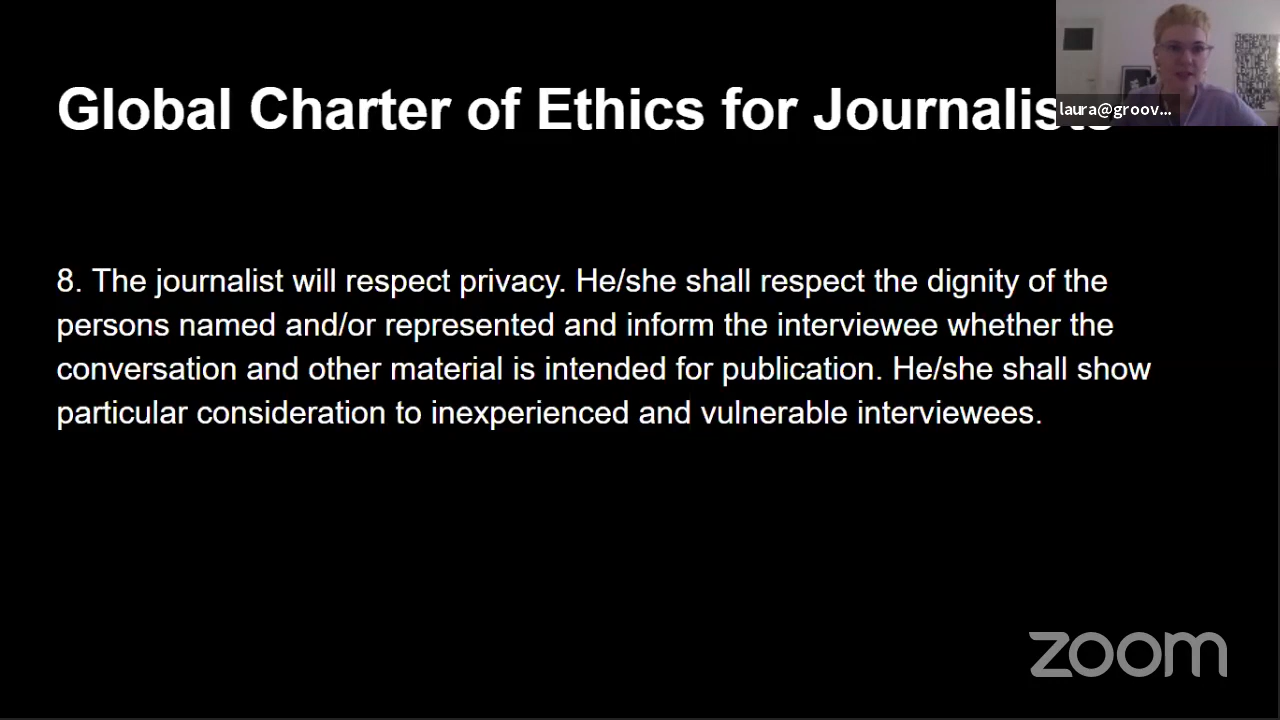 Global Charter of Ethics for Journalists
laura@groov...
8. The journalist will respect privacy. He/she shall respect the dignity of the
persons named and/or represented and inform the interviewee whether the
conversation and other material is intended for publication. He/she shall show
particular consideration to inexperienced and vulnerable interviewees.
zoom